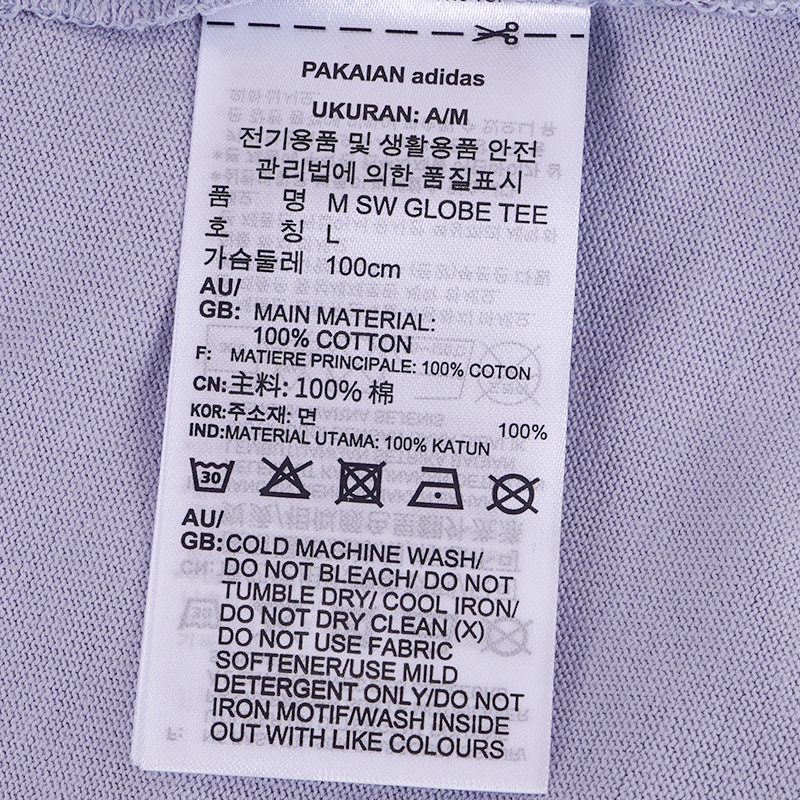 PAKAIAN adidas
UKURAN: A/M
전기용품 및 생활용품 안전
관리법에 의한 품질표시
품 명 M SW GLOBE TEE
호 칭 L
가슴둘레 100cm
AU/
GB: MAIN MATERIAL:
100% COTTON
F: MATIERE PRINCIPALE: 100% COTON
CN:主料: 100% 棉
KOR:주소재: 면 100%
IND:MATERIAL UTAMA: 100% KATUN
30
AU/
GB:COLD MACHINE WASH/
DO NOT BLEACH/ DO NOT
TUMBLE DRY/ COOL IRON/
DO NOT DRY CLEAN (X)
DO NOT USE FABRIC
SOFTENER/USE MILD
DETERGENT ONLY/DO NOT
IRON MOTIF/WASH INSIDE
OUT WITH LIKE COLOURS